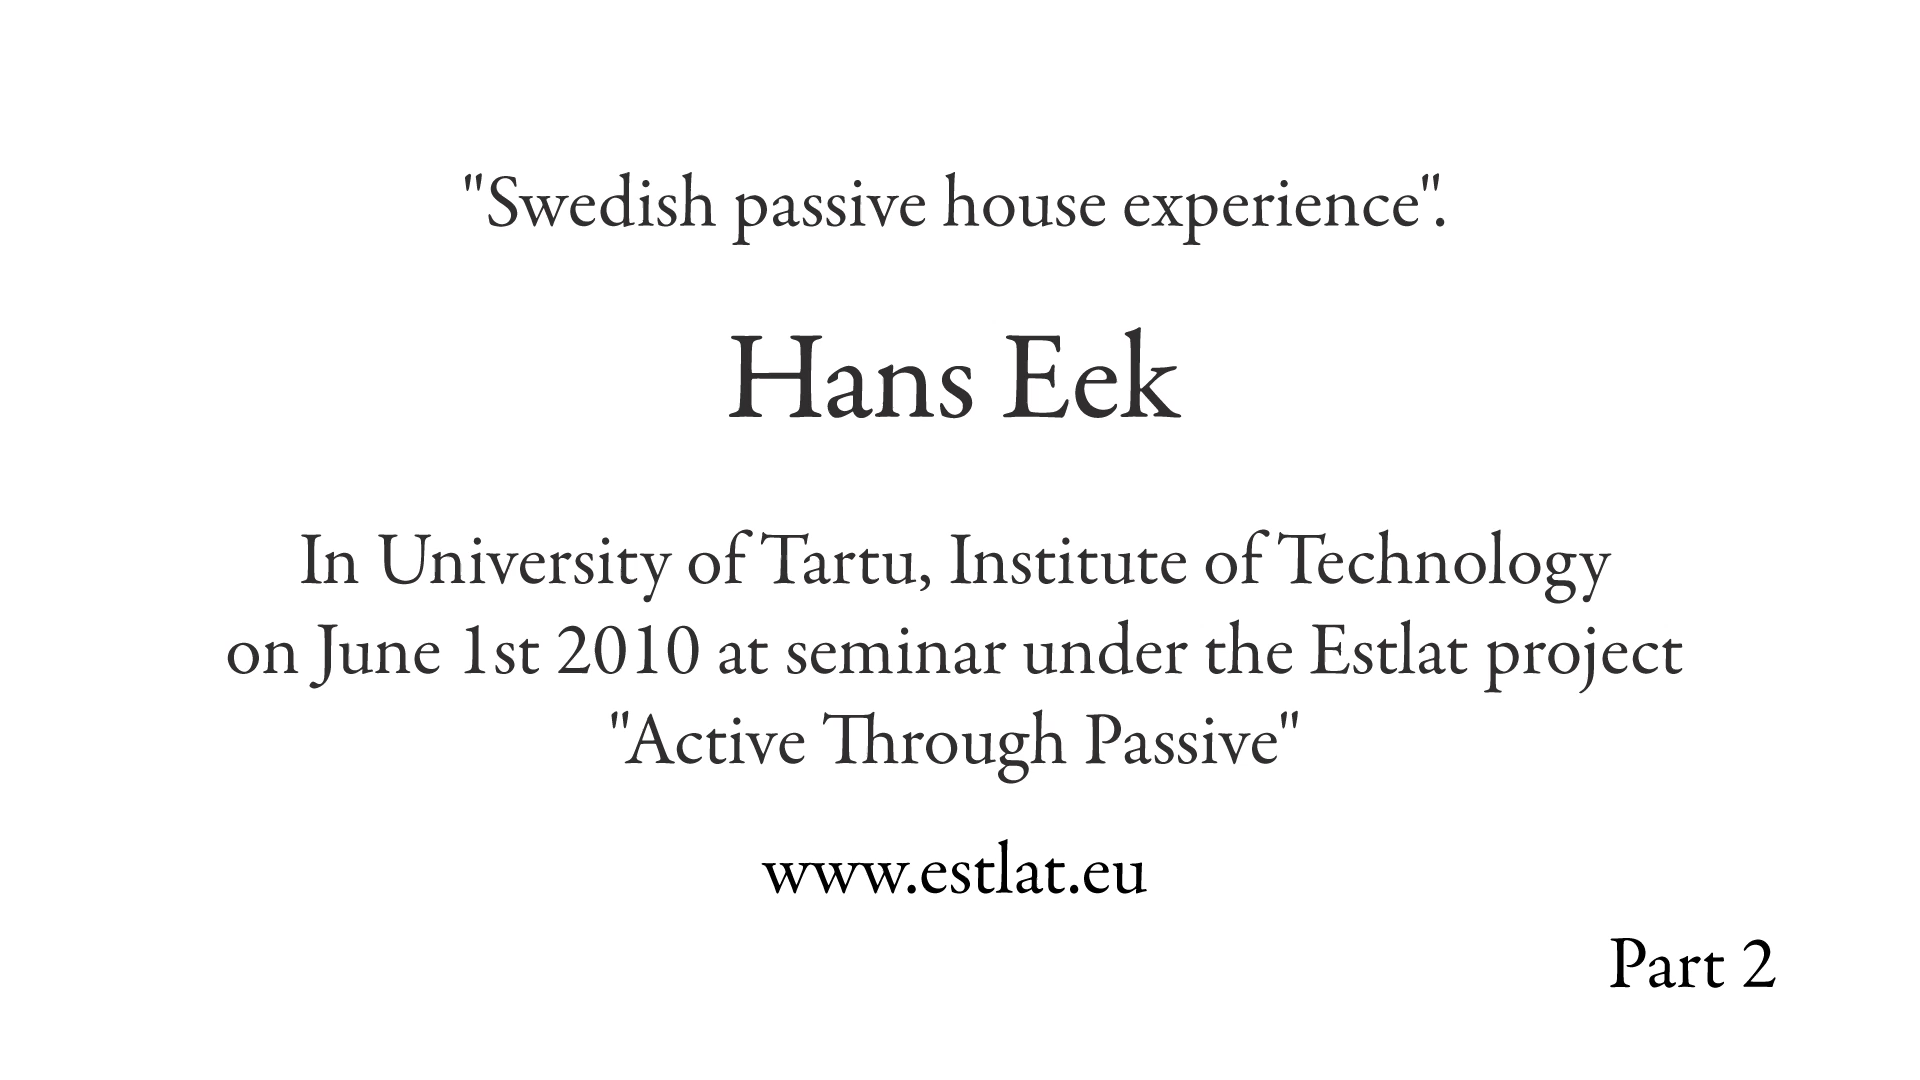 "Swedish passive house experience".
Hans Eek
In University of Tartu, Institute of Technology
on June 1st 2010 at seminar under the Estlat project
"Active Through Passive"
www.estlat.eu
Part 2